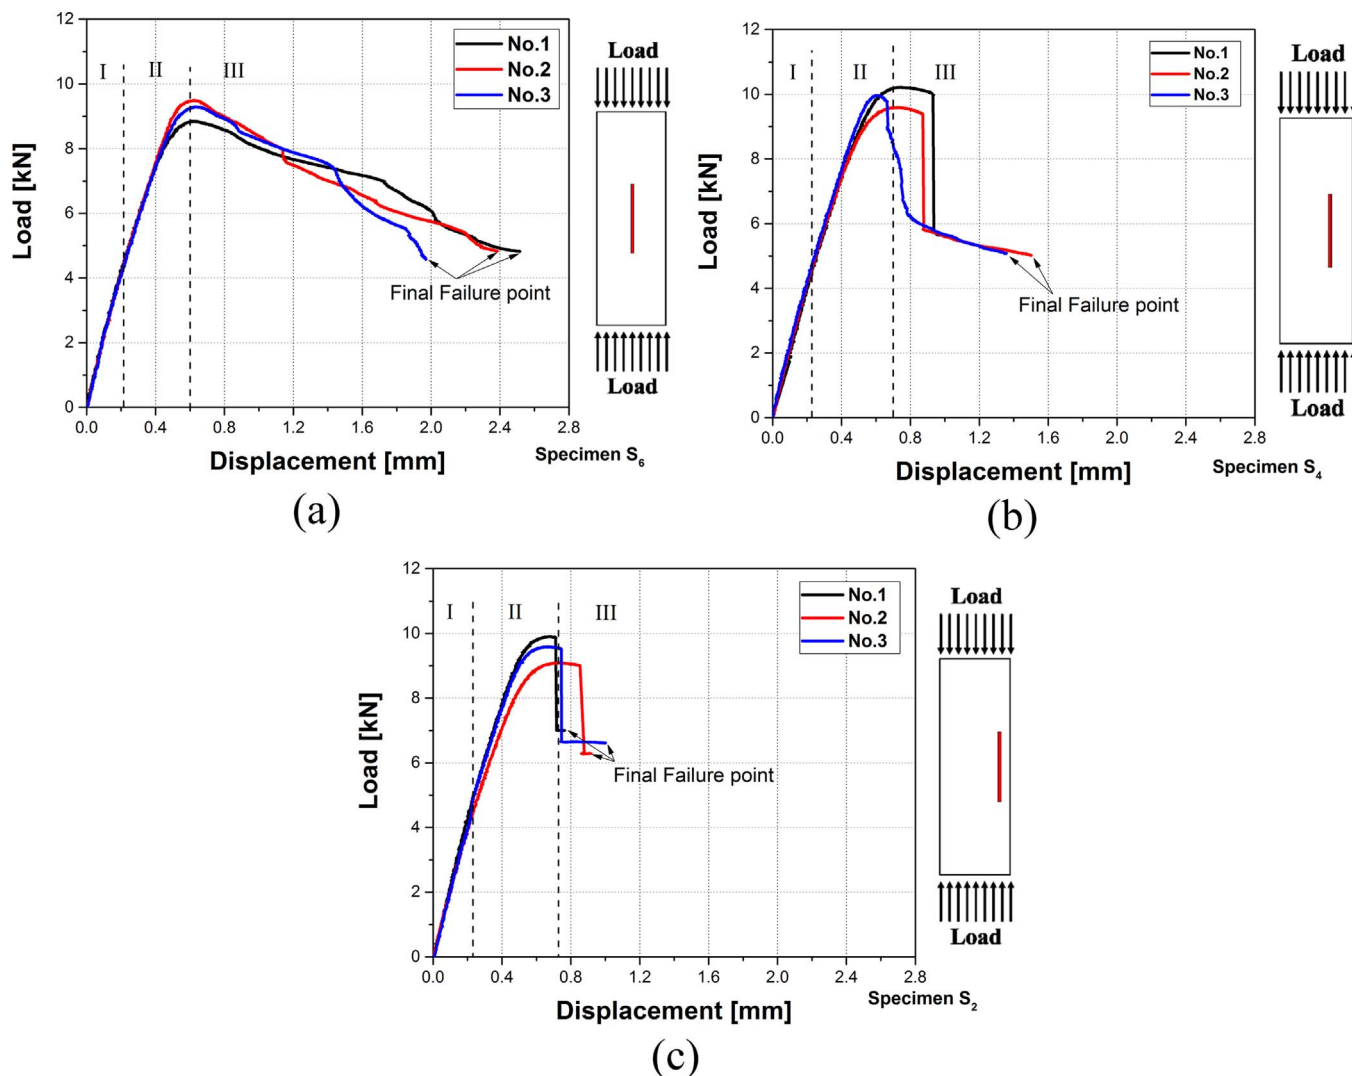 12
10
8
6
4
2
0
Load [kN]
I
II
III
No.1
No.2
No.3
Final Failure point
0.0 0.4 0.8 1.2 1.6 2.0 2.4 2.8
Displacement [mm]
Specimen S6
Load
Load
(a)
12
10
8
6
4
2
0
Load [kN]
I
II
III
No.1
No.2
No.3
Final Failure point
0.0 0.4 0.8 1.2 1.6 2.0 2.4 2.8
Displacement [mm]
Specimen S4
Load
Load
(b)
12
10
8
6
4
2
0
Load [kN]
I
II
III
No.1
No.2
No.3
Final Failure point
0.0 0.4 0.8 1.2 1.6 2.0 2.4 2.8
Displacement [mm]
Specimen S2
Load
Load
(c)